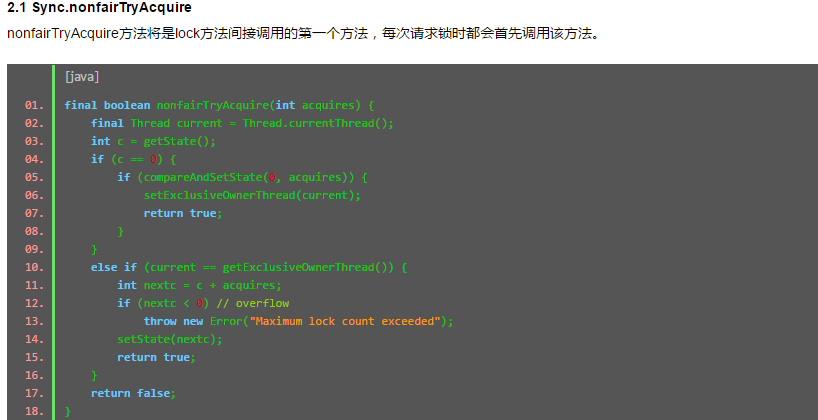 2.1 Sync.nonfairTryAcquire
nonfairTryAcquire方法将是lock方法间接调用的第一个方法，每次请求锁时都会首先调用该方法。
[java]
01. final boolean nonfairTryAcquire(int acquires) {
02.     final Thread current = Thread.currentThread();
03.     int c = getState();
04.     if (c == 0) {
05.         if (compareAndSetState(0, acquires)) {
06.             setExclusiveOwnerThread(current);
07.             return true;
08.         }
09.     }
10.     else if (current == getExclusiveOwnerThread()) {
11.         int nextc = c + acquires;
12.         if (nextc < 0) // overflow
13.             throw new Error("Maximum lock count exceeded");
14.         setState(nextc);
15.         return true;
16.     }
17.     return false;
18. }